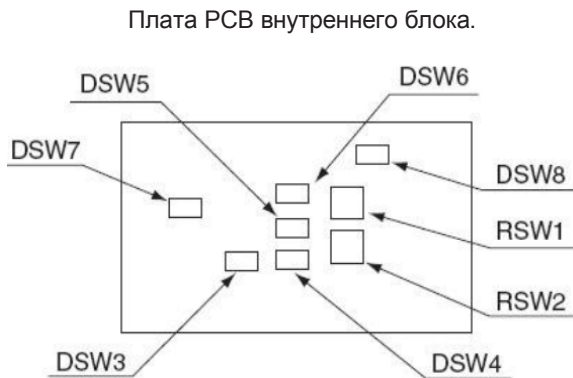 Плата PCB внутреннего блока.
DSW5
DSW6
DSW7
DSW8
RSW1
RSW2
DSW3
DSW4